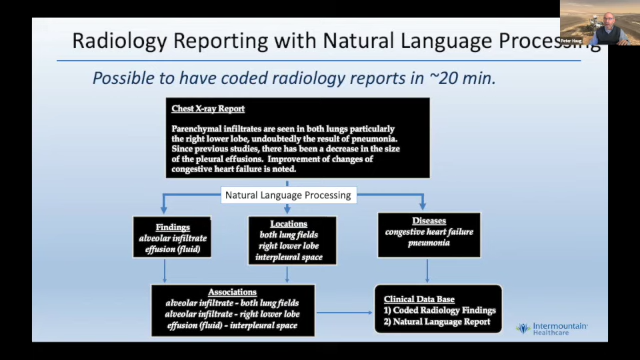 Radiology Reporting with Natural Language Processing
Peter Haug
Possible to have coded radiology reports in ~20 min.
Chest X-ray Report
Parenchymal infiltrates are seen in both lungs particularly
the right lower lobe, undoubtedly the result of pneumonia.
Since previous studies, there has been a decrease in the size
of the pleural effusions. Improvement of changes of
congestive heart failure is noted.
Natural Language Processing
Findings
alveolar infiltrate
effusion (fluid)
Locations
both lung fields
right lower lobe
interpleural space
Diseases
congestive heart failure
pneumonia
Associations
alveolar infiltrate – both lung fields
alveolar infiltrate – right lower lobe
effusion (fluid) – interpleural space
Clinical Data Base
1) Coded Radiology Findings
2) Natural Language Report
Intermountain
Healthcare